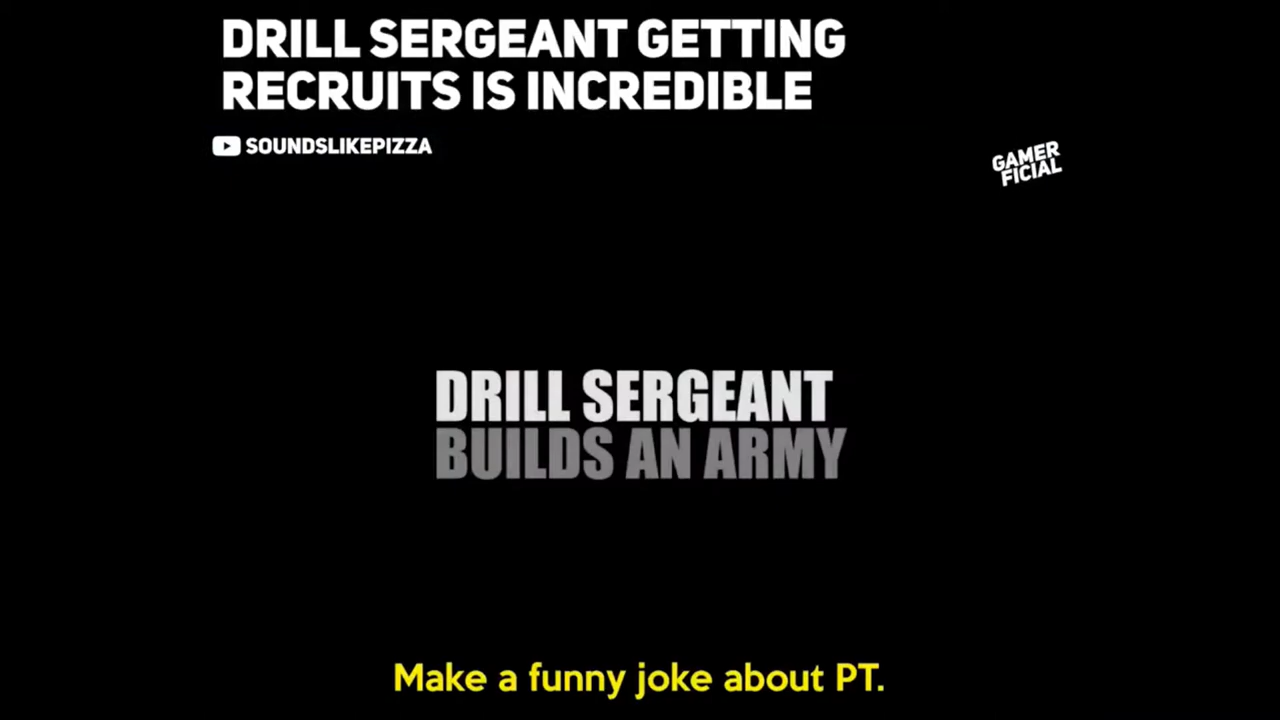 DRILL SERGEANT GETTING
RECRUITS IS INCREDIBLE
SOUNDSLIKEPIZZA
GAMER
FICIAL
DRILL SERGEANT
BUILDS AN ARMY
Make a funny joke about PT.